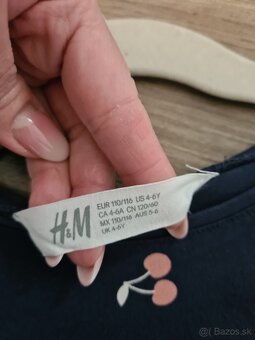 H&M
EUR 110/116 US 4-6Y
CA 4-6A CN 120/60
MX 110/116 AUS 5-6
UK 4-6Y
Bazos.sk